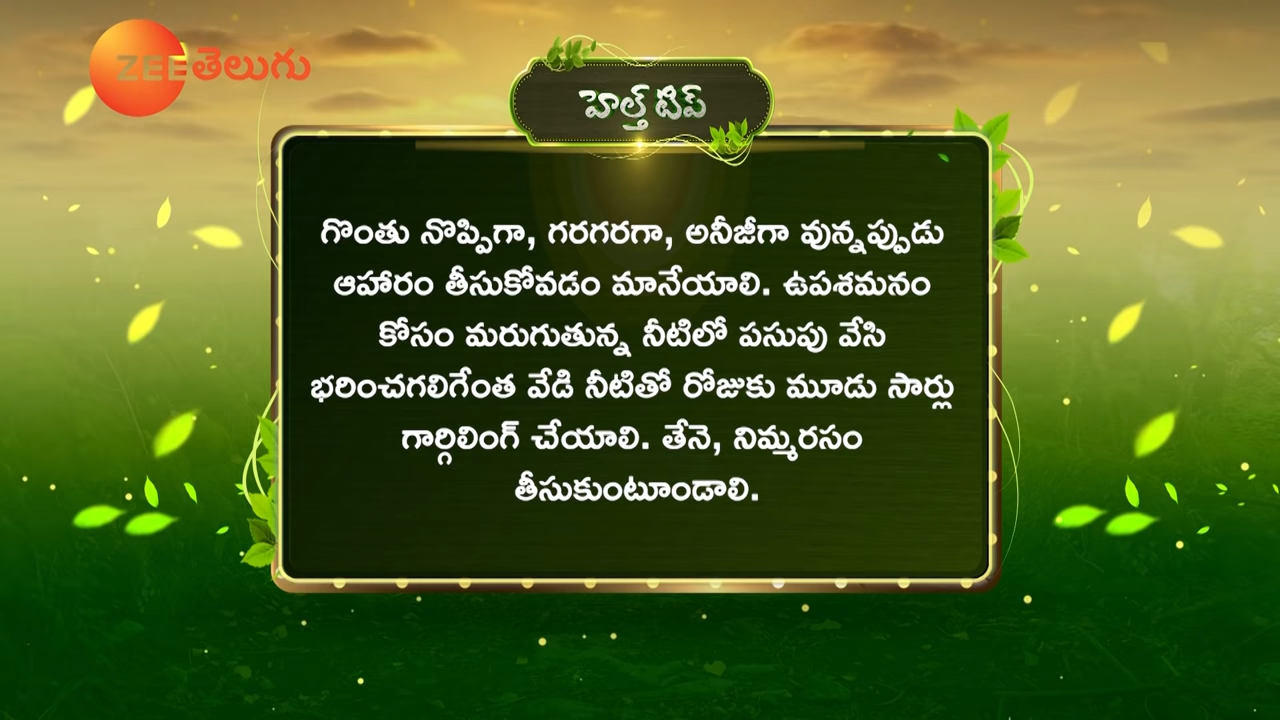 ZEE తెలుగు
హెల్త్ టిప్
గొంతు నొప్పిగా, గరగరగా, అనీజీగా వున్నప్పుడు
ఆహారం తీసుకోవడం మానేయాలి. ఉపశమనం
కోసం మరుగుతున్న నీటిలో పసుపు వేసి
భరించగలిగేంత వేడి నీటితో రోజుకు మూడు సార్లు
గార్గిలింగ్ చేయాలి. తేనె, నిమ్మరసం
తీసుకుంటూండాలి.